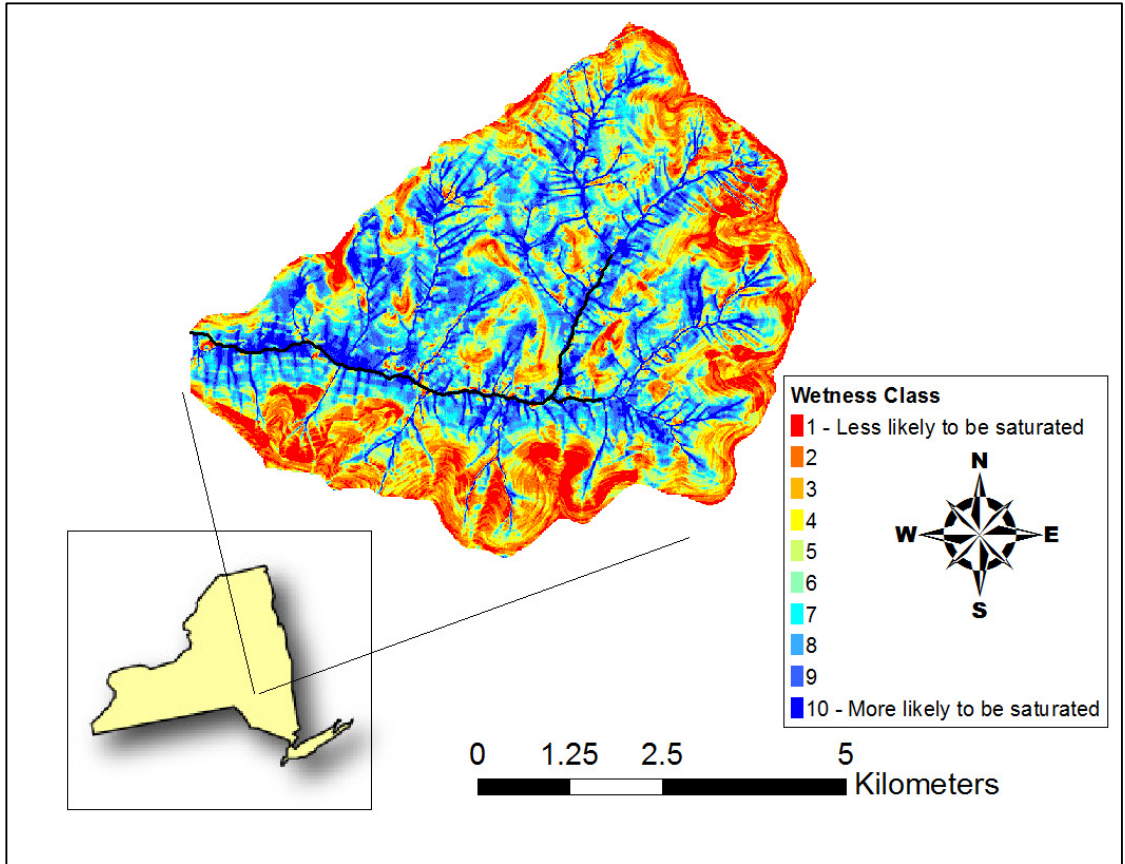 Wetness Class
1 - Less likely to be saturated
2
3
4
5
6
7
8
9
10 - More likely to be saturated
N
W E
S
0 1.25 2.5 5
Kilometers